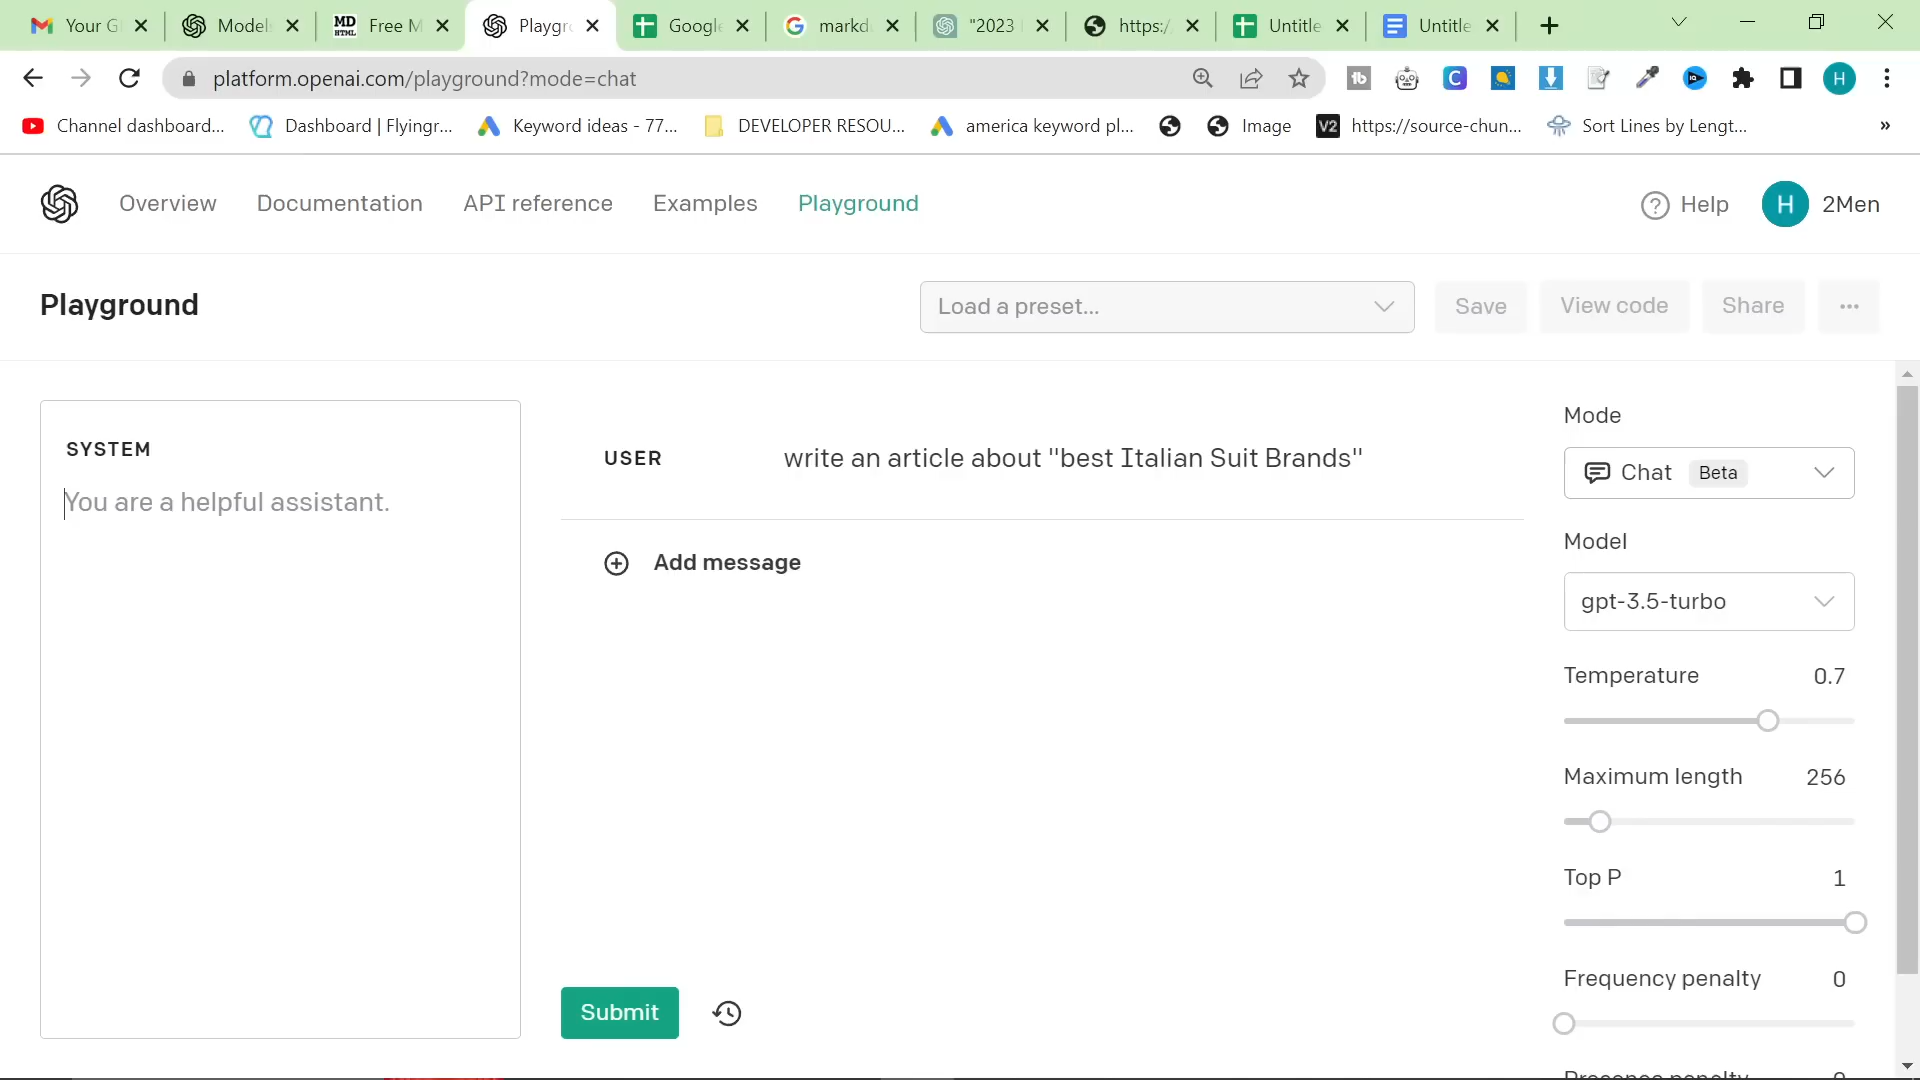 Your G
Model
MD
HTML
Free M
Playgr
Google
markd
"2023
https:/
Untitle
Untitle
platform.openai.com/playground?mode=chat
tb
C
H
Channel dashboard...
Dashboard | Flyingr...
Keyword ideas - 77...
DEVELOPER RESOU...
america keyword pl...
Image
V2
https://source-chun...
Sort Lines by Lengt...
»
Overview
Documentation
API reference
Examples
Playground
Help
H
2Men
Playground
Load a preset...
Save
View code
Share
SYSTEM
You are a helpful assistant.
USER
write an article about "best Italian Suit Brands"
Add message
Submit
Mode
Chat Beta
Model
gpt-3.5-turbo
Temperature 0.7
Maximum length 256
Top P 1
Frequency penalty 0